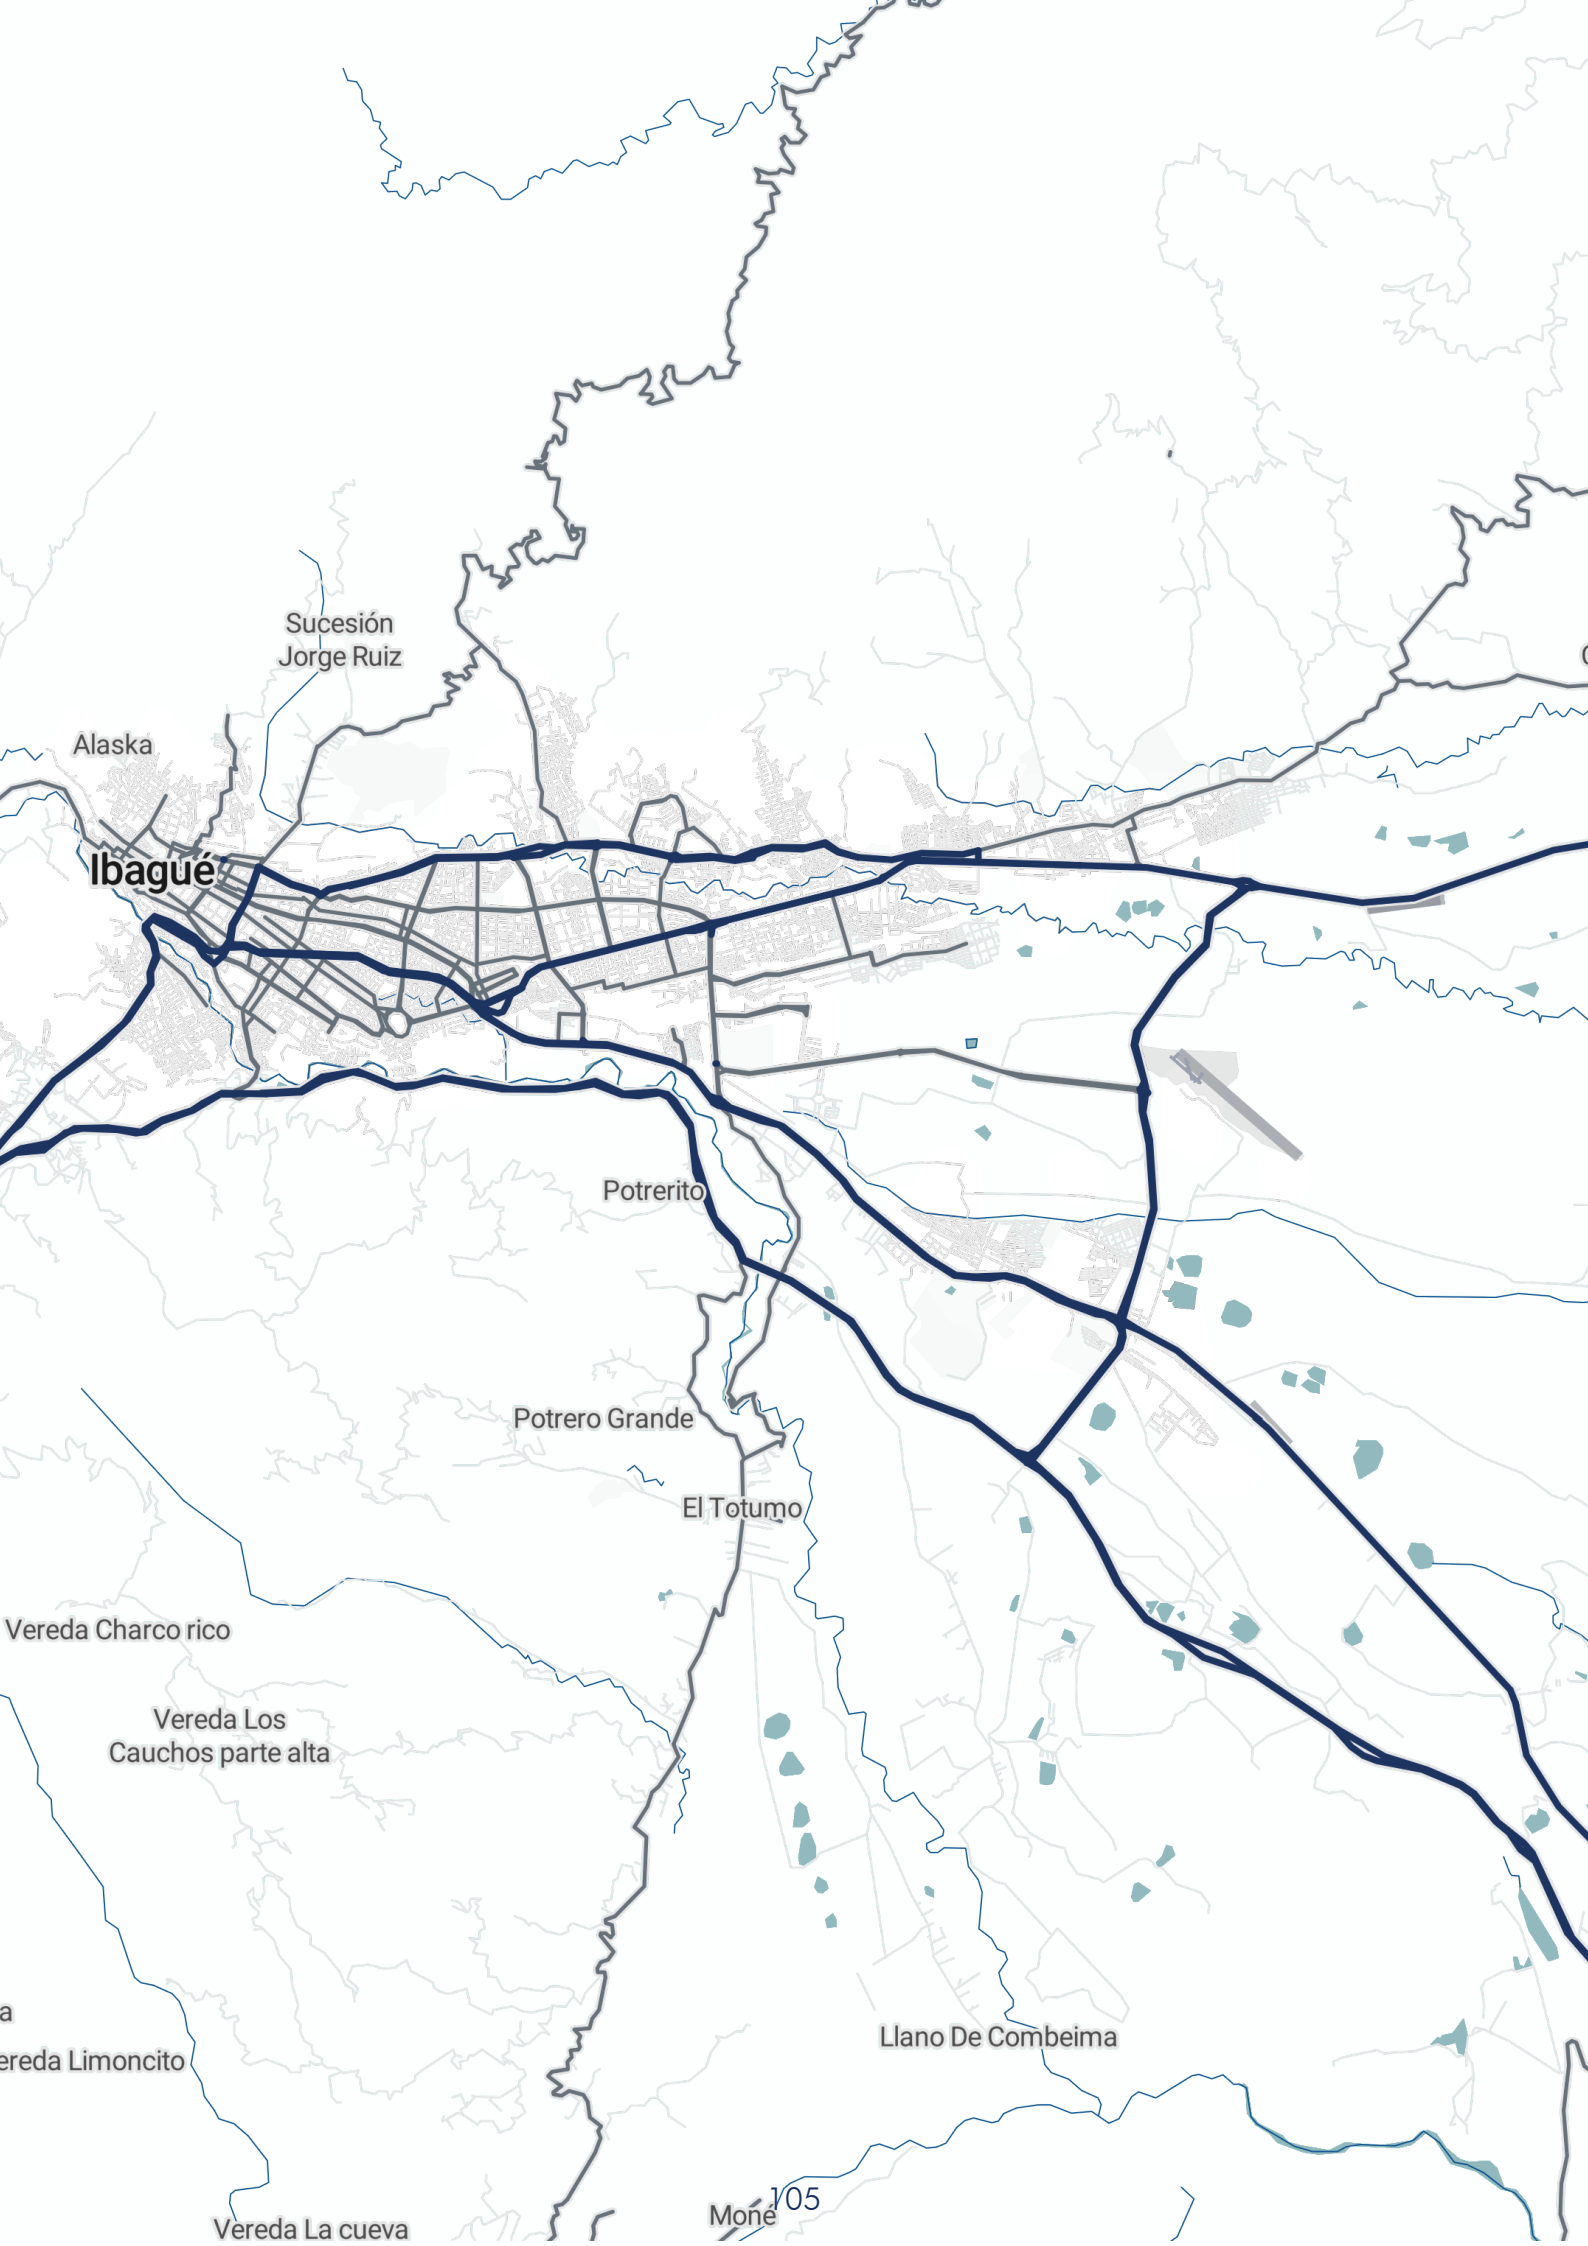 Sucesión
Jorge Ruiz
Alaska
Ibagué
Potrerito
Potrero Grande
El Totumo
Vereda Charco rico
Vereda Los
Cauchos parte alta
a
Llano De Combeima
ereda Limoncito
105
Moné
Vereda La cueva